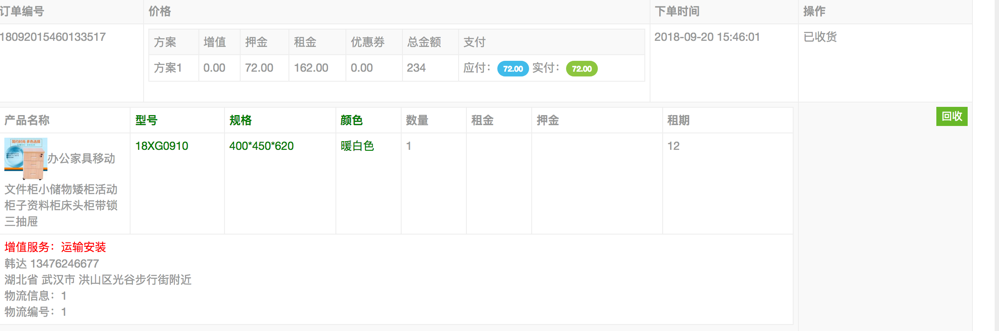 订单编号 价格 下单时间 操作
18092015460133517 2018-09-20 15:46:01 已收货
方案 增值 押金 租金 优惠券 总金额 支付
方案1 0.00 72.00 162.00 0.00 234 应付： 72.00 实付： 72.00
产品名称 型号 规格 颜色 数量 租金 押金 租期 回收
简约时尚 多色选择
办公家具移动 18XG0910 400*450*620 暖白色 1 12
文件柜小储物矮柜活动
柜子资料柜床头柜带锁
三抽屉
增值服务：运输安装
韩达 13476246677
湖北省 武汉市 洪山区光谷步行街附近
物流信息：1
物流编号：1